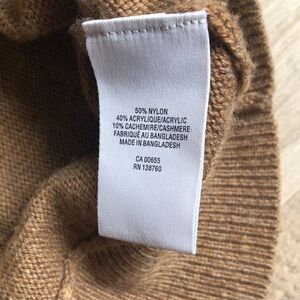 50% NYLON
40% ACRYLIQUE/ACRYLIC
10% CACHEMIRE/CASHMERE
FABRIQUÉ AU BANGLADESH
MADE IN BANGLADESH
CA 00655
RN 138760